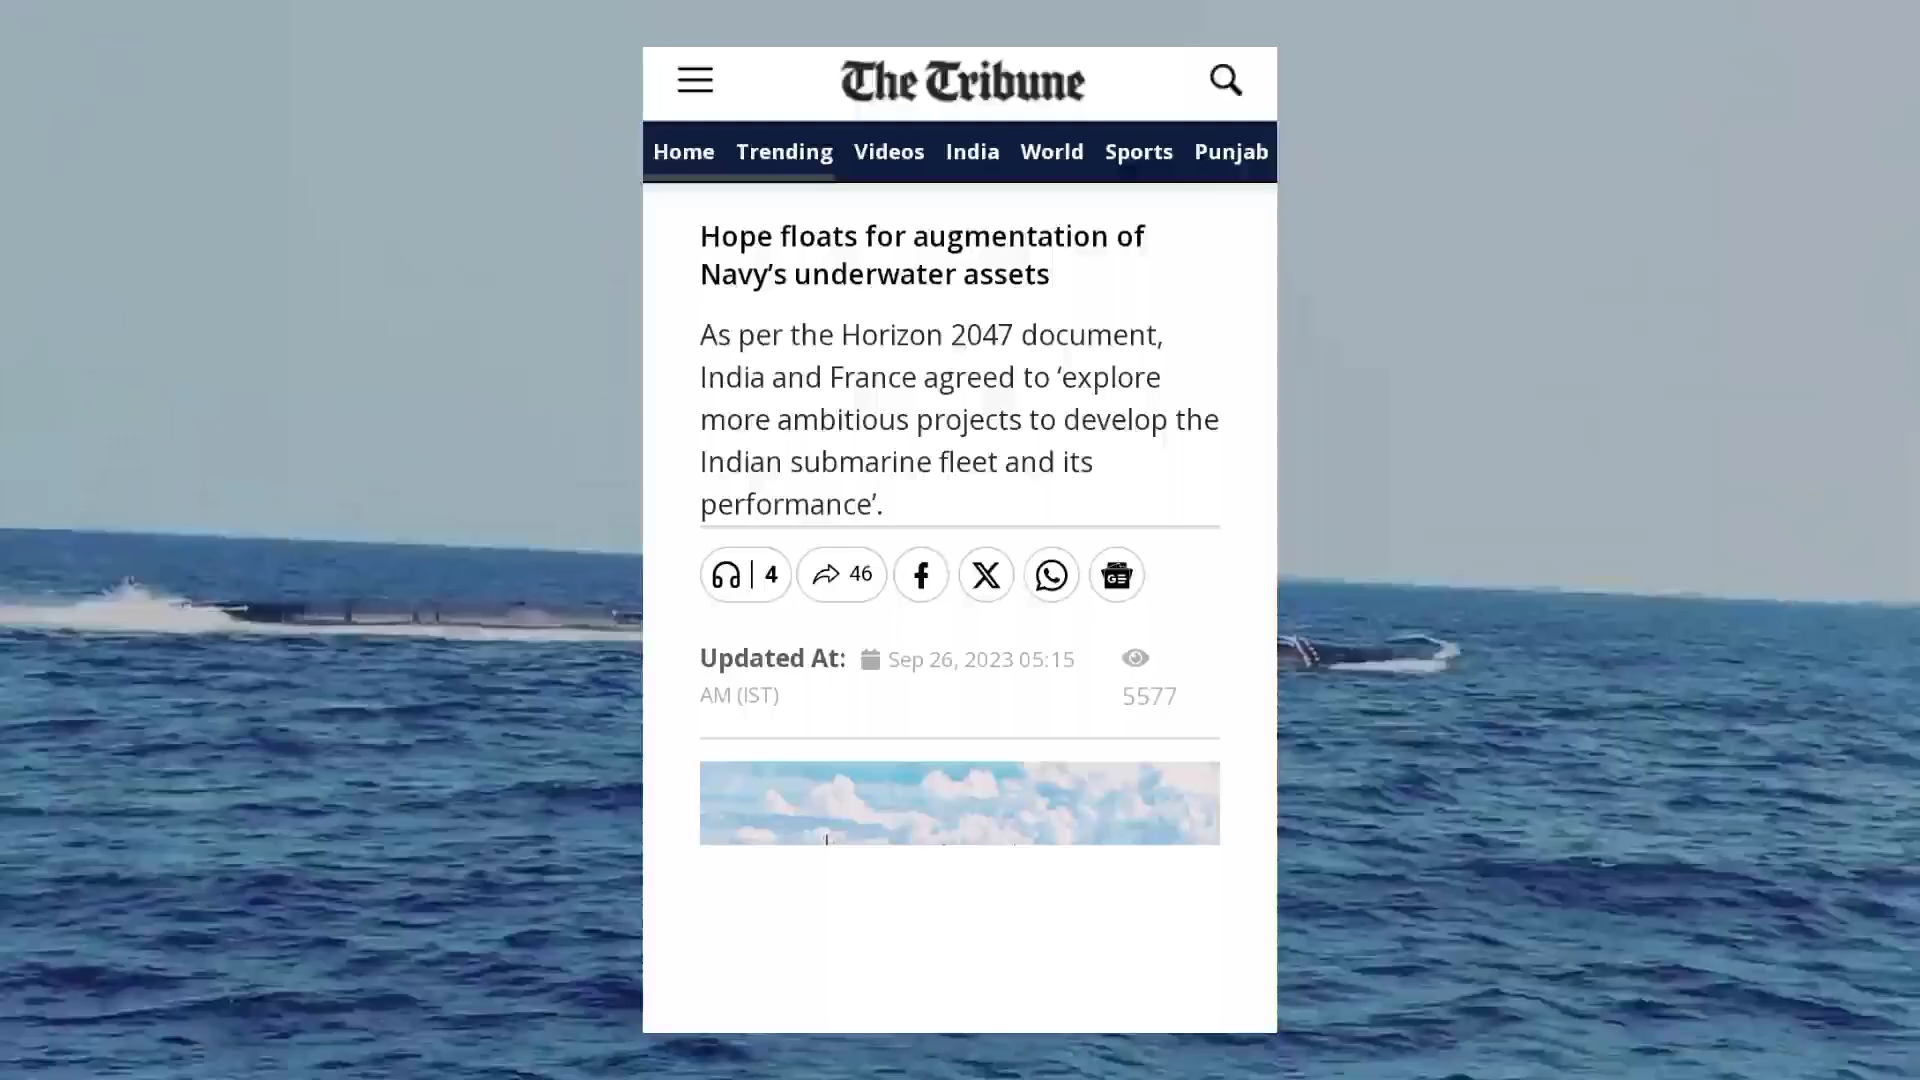 The Tribune
Home Trending Videos India World Sports Punjab
Hope floats for augmentation of
Navy’s underwater assets
As per the Horizon 2047 document,
India and France agreed to ‘explore
more ambitious projects to develop the
Indian submarine fleet and its
performance’.
4 46
Updated At: Sep 26, 2023 05:15
AM (IST) 5577